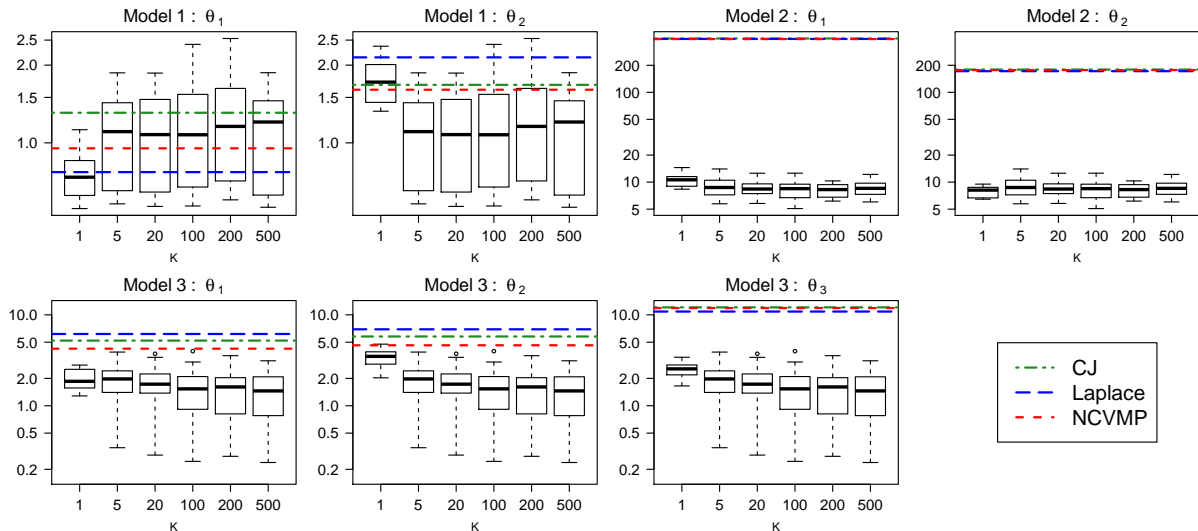 Model 1 : θ1
2.5
2.0
1.5
1.0
1 5 20 100 200 500
K
Model 1 : θ2
2.5
2.0
1.5
1.0
1 5 20 100 200 500
K
Model 2 : θ1
200
100
50
20
10
5
1 5 20 100 200 500
K
Model 2 : θ2
200
100
50
20
10
5
1 5 20 100 200 500
K
Model 3 : θ1
10.0
5.0
2.0
1.0
0.5
0.2
1 5 20 100 200 500
K
Model 3 : θ2
10.0
5.0
2.0
1.0
0.5
0.2
1 5 20 100 200 500
K
Model 3 : θ3
10.0
5.0
2.0
1.0
0.5
0.2
1 5 20 100 200 500
K
CJ
Laplace
NCVMP